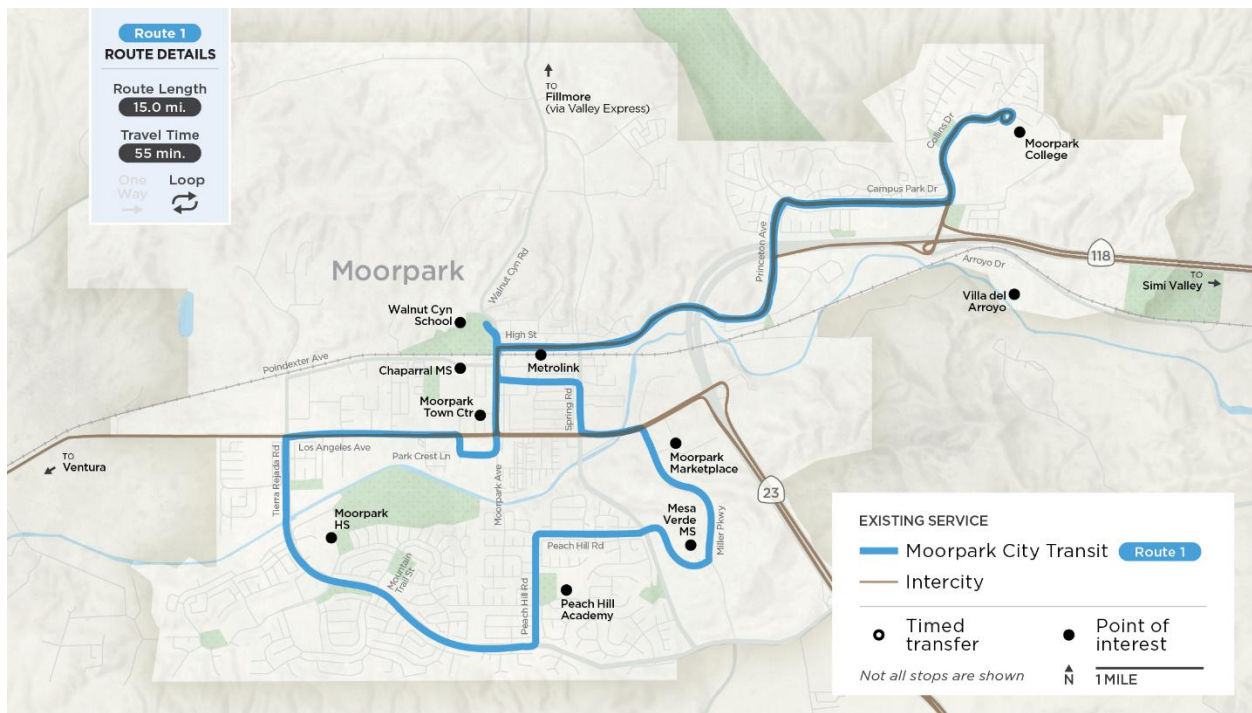 Route 1
ROUTE DETAILS
Route Length
15.0 mi.
Travel Time
55 min.
One
Way
Loop
TO
Fillmore
(via Valley Express)
Collins Dr
Moorpark
College
Campus Park Dr
Princeton Ave
118
Arroyo Dr
TO
Simi Valley
Villa del
Arroyo
Moorpark
Walnut Cyn Rd
Walnut Cyn
School
High St
Poindexter Ave
Metrolink
Chaparral MS
Moorpark
Town Ctr
Spring Rd
Los Angeles Ave
TO
Ventura
Park Crest Ln
Moorpark
Marketplace
Tierra Rejada Rd
Moorpark Ave
23
Moorpark
HS
Mesa
Verde
MS
Miller Pkwy
Peach Hill Rd
Mountain
Trail St
Peach Hill Rd
Peach Hill
Academy
EXISTING SERVICE
Moorpark City Transit Route 1
Intercity
Timed
transfer
Point of
interest
Not all stops are shown
N
1 MILE